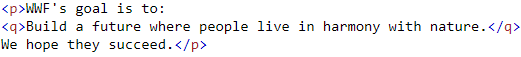 <p>WWF's goal is to:
<q>Build a future where people live in harmony with nature.</q>
We hope they succeed.</p>